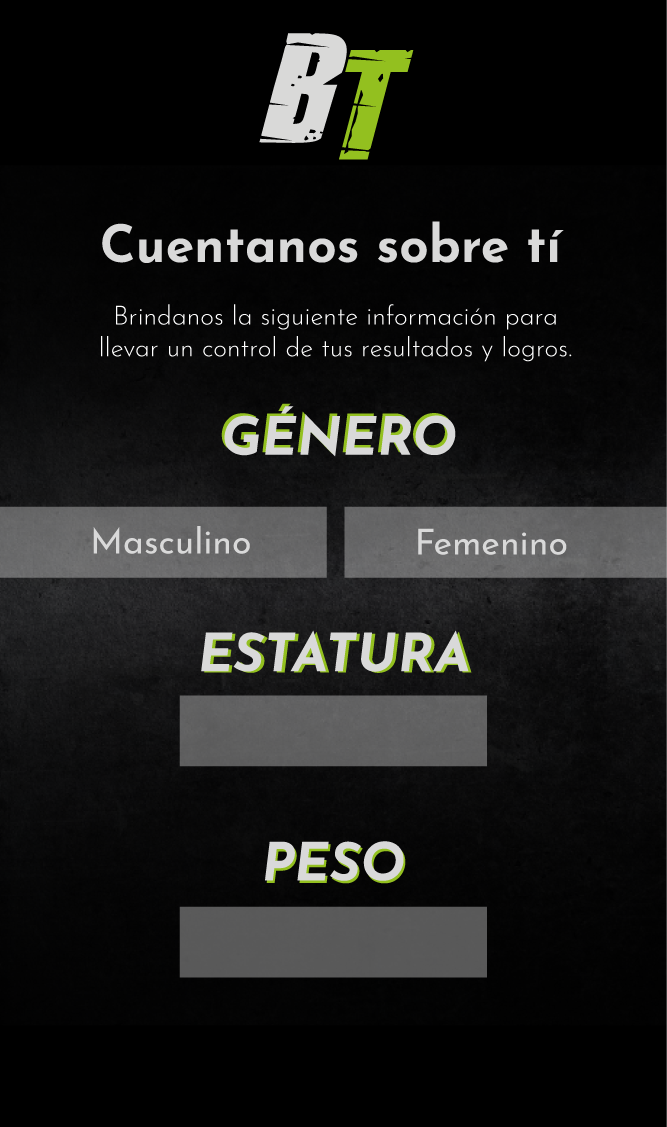 BT
Cuentanos sobre tí
Brindanos la siguiente información para
llevar un control de tus resultados y logros.
GÉNERO
Masculino
Femenino
ESTATURA
PESO